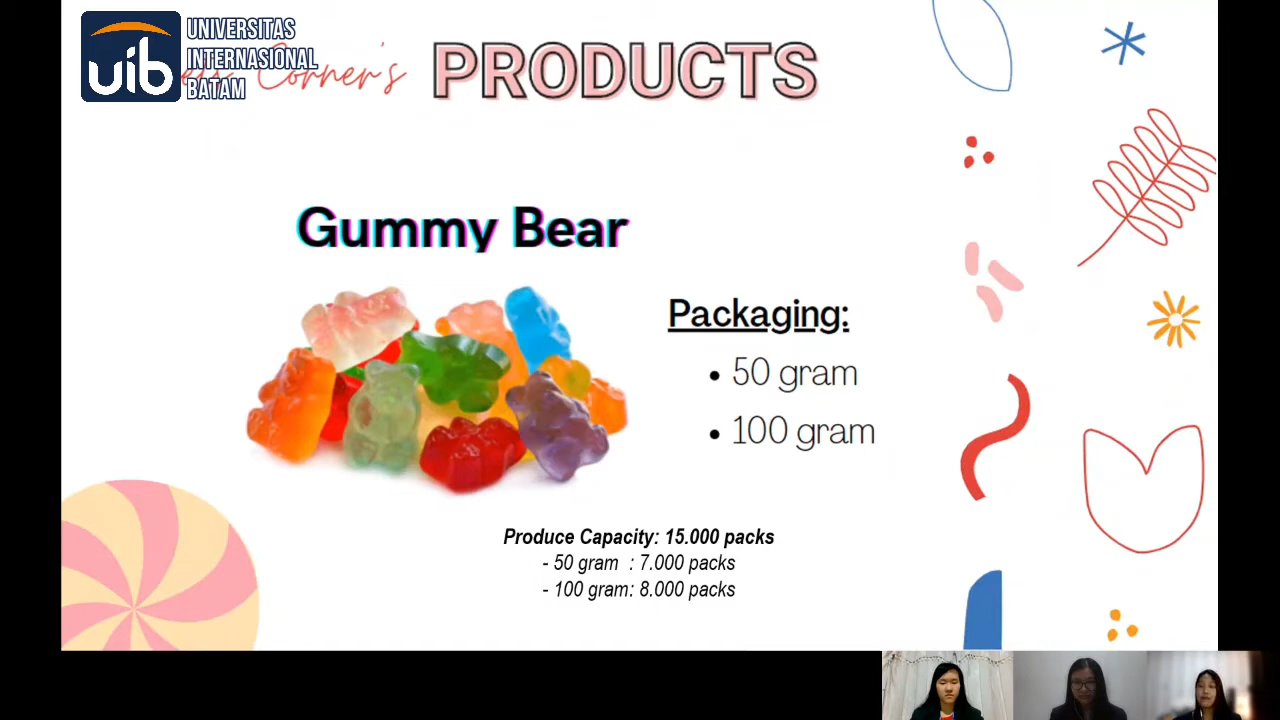 uib
UNIVERSITAS
INTERNASIONAL
BATAM
Corner's PRODUCTS
Gummy Bear
Packaging:
• 50 gram
• 100 gram
Produce Capacity: 15.000 packs
- 50 gram : 7.000 packs
- 100 gram: 8.000 packs